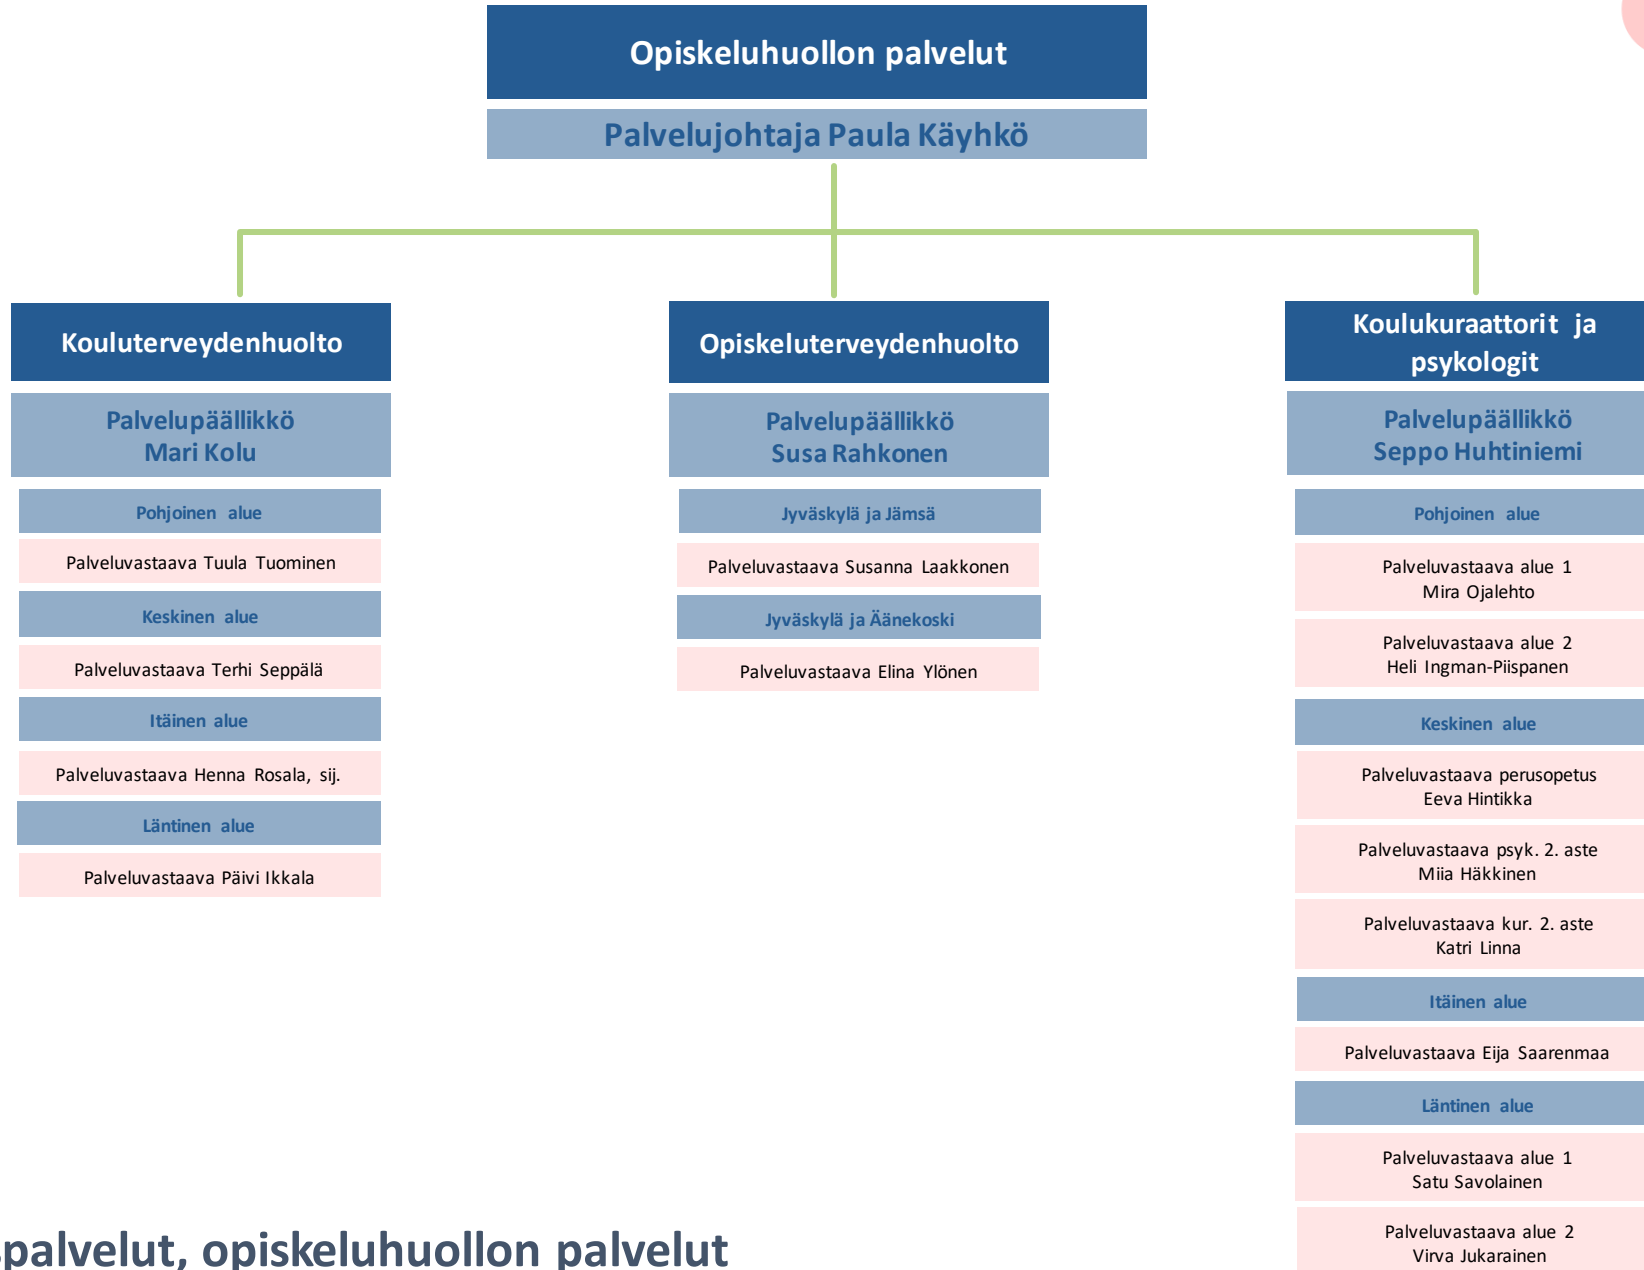 Opiskeluhuollon palvelut
Palvelujohtaja Paula Käyhkö
Kouluterveydenhuolto
Palvelupäällikkö
Mari Kolu
Pohjoinen alue
Palveluvastaava Tuula Tuominen
Keskinen alue
Palveluvastaava Terhi Seppälä
Itäinen alue
Palveluvastaava Henna Rosala, sij.
Läntinen alue
Palveluvastaava Päivi Ikkala
Opiskeluterveydenhuolto
Palvelupäällikkö
Susa Rahkonen
Jyväskylä ja Jämsä
Palveluvastaava Susanna Laakkonen
Jyväskylä ja Äänekoski
Palveluvastaava Elina Ylönen
Koulukuraattorit ja
psykologit
Palvelupäällikkö
Seppo Huhtiniemi
Pohjoinen alue
Palveluvastaava alue 1
Mira Ojalehto
Palveluvastaava alue 2
Heli Ingman-Piispanen
Keskinen alue
Palveluvastaava perusopetus
Eeva Hintikka
Palveluvastaava psyk. 2. aste
Miia Häkkinen
Palveluvastaava kur. 2. aste
Katri Linna
Itäinen alue
Palveluvastaava Eija Saarenmaa
Läntinen alue
Palveluvastaava alue 1
Satu Savolainen
Palveluvastaava alue 2
Virva Jukarainen
palvelut, opiskeluhuollon palvelut